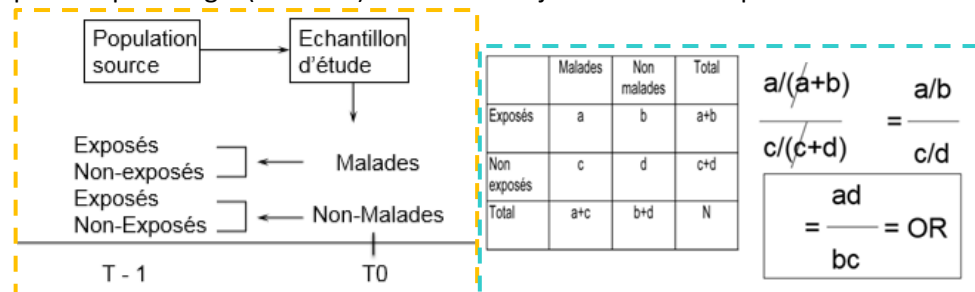 Population
source
Echantillon
d'étude
Exposés
Non-exposés
Malades
Exposés
Non-Exposés
Non-Malades
T - 1
T0
Malades
Non
malades
Total
Exposés
a
b
a+b
Non
exposés
c
d
c+d
Total
a+c
b+d
N
a/(a+b)
c/(c+d)
=
a/b
c/d
=
ad
bc
= OR